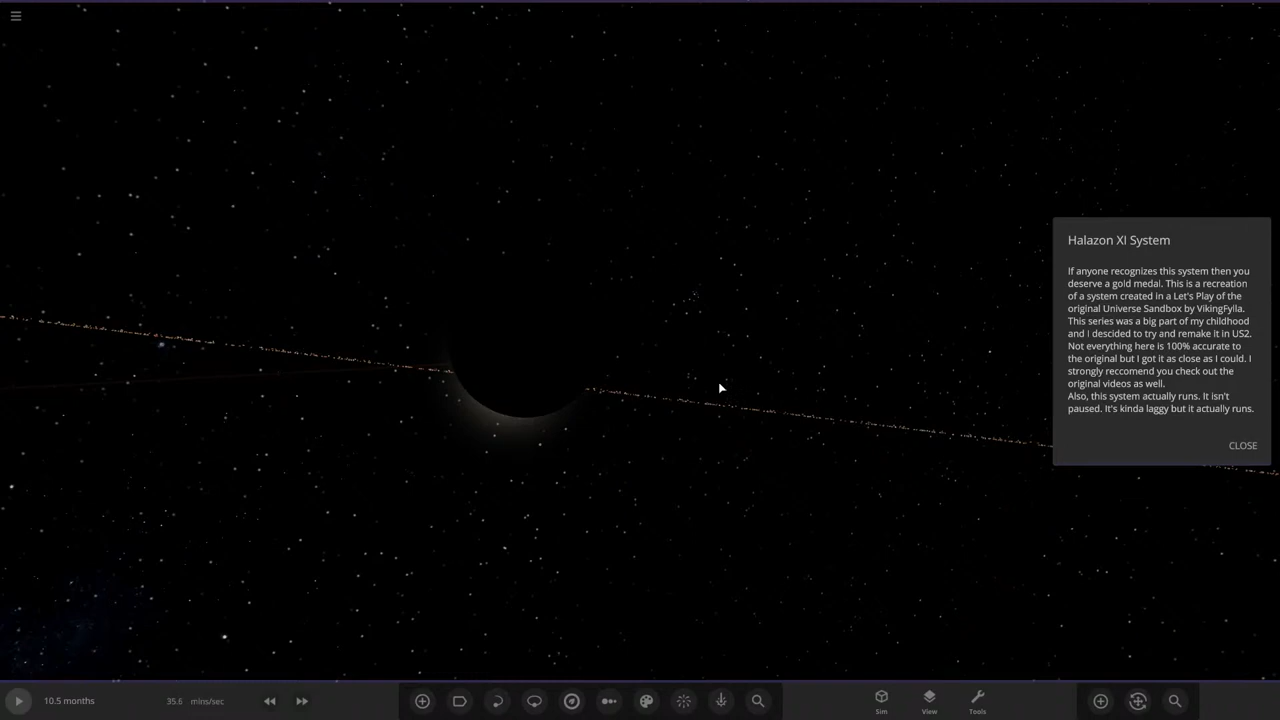 Halazon XI System
If anyone recognizes this system then you
deserve a gold medal. This is a recreation
of a system created in a Let's Play of the
original Universe Sandbox by VikingFyila.
This series was a big part of my childhood
and I descided to try and remake it in US2.
Not everything here is 100% accurate to
the original but I got it as close as I could. I
strongly reccomend you check out the
original videos as well.
Also, this system actually runs. It isn't
paused. It's kinda laggy but it actually runs.
CLOSE
10.5 months
35.6 mins/sec
Sim
View
Tools